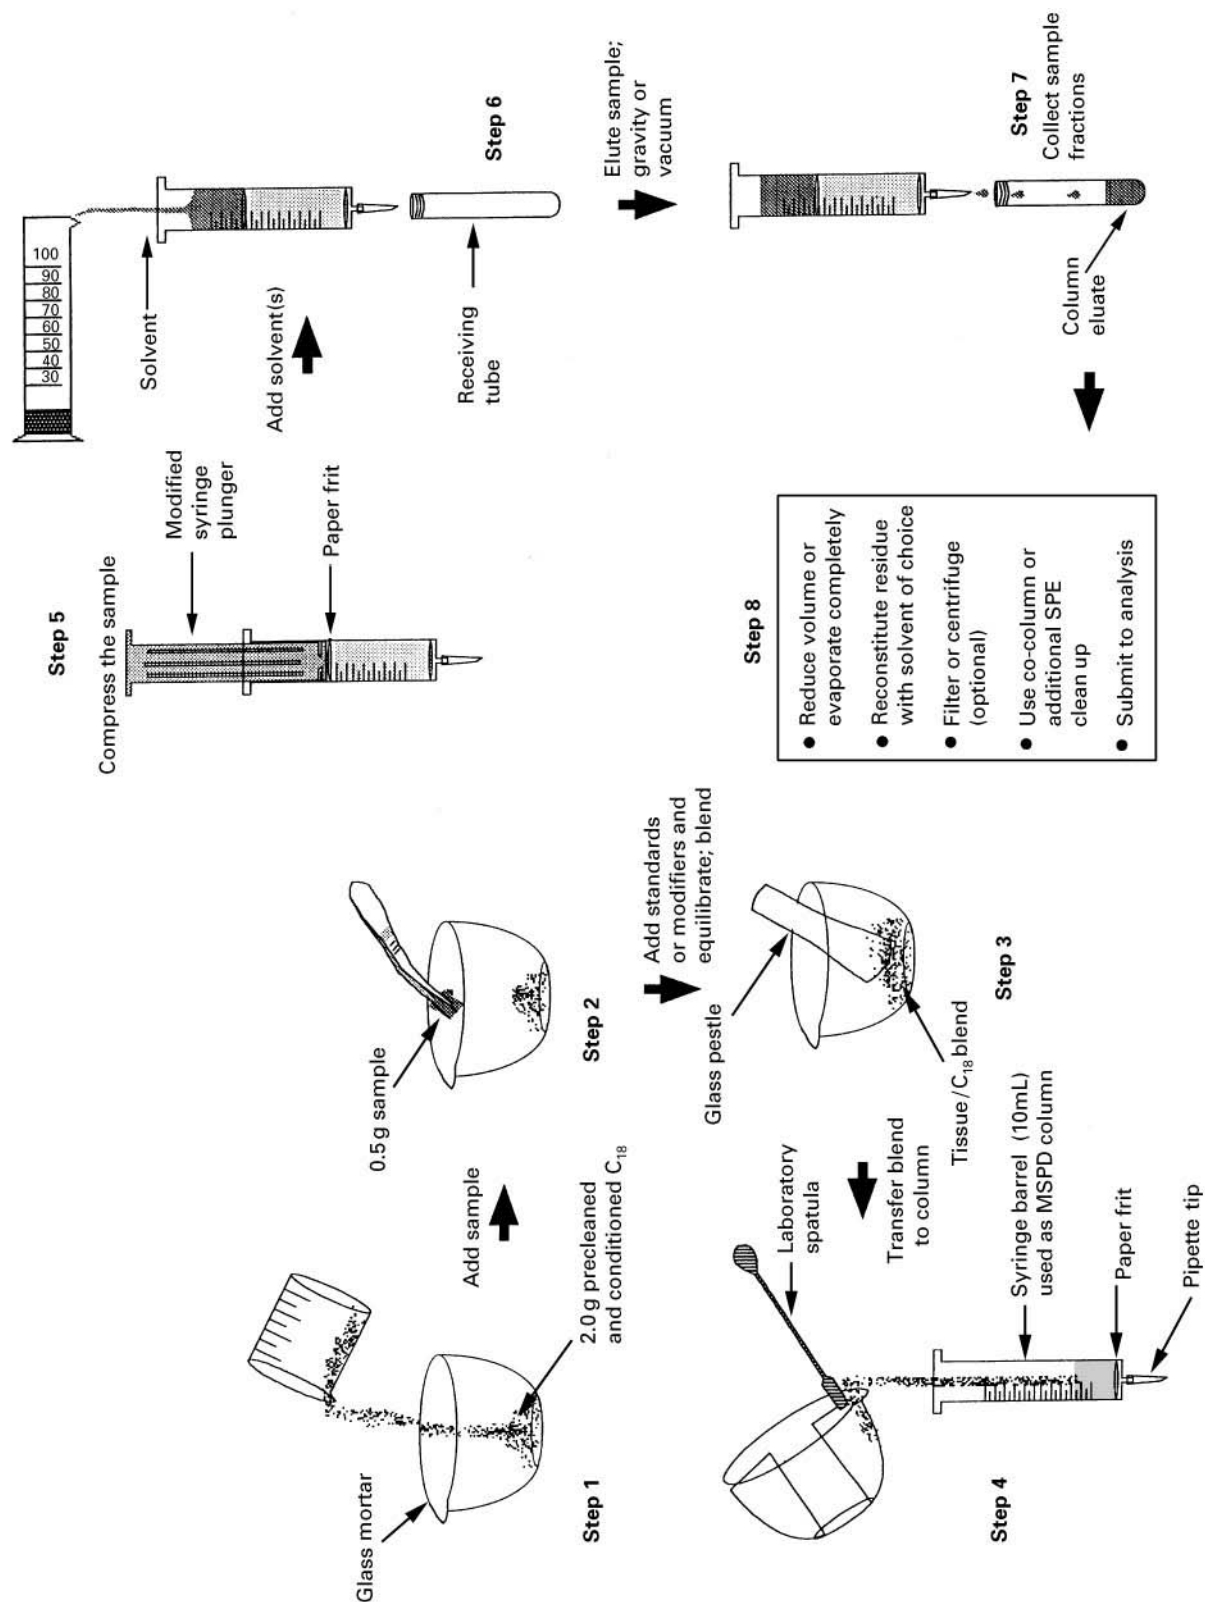 Glass mortar
2.0 g precleaned
and conditioned C18
Step 1
Add sample
0.5 g sample
Step 2
Add standards
or modifiers and
equilibrate; blend
Glass pestle
Tissue/C18 blend
Step 3
Transfer blend
to column
Laboratory
spatula
Syringe barrel (10mL)
used as MSPD column
Paper frit
Pipette tip
Step 4
Step 5
Compress the sample
Modified
syringe
plunger
Paper frit
100
90
80
70
60
50
40
30
Solvent
Add solvent(s)
Receiving
tube
Step 6
Elute sample;
gravity or
vacuum
Step 7
Collect sample
fractions
Column
eluate
Step 8
● Reduce volume or
evaporate completely
● Reconstitute residue
with solvent of choice
● Filter or centrifuge
(optional)
● Use co-column or
additional SPE
clean up
● Submit to analysis